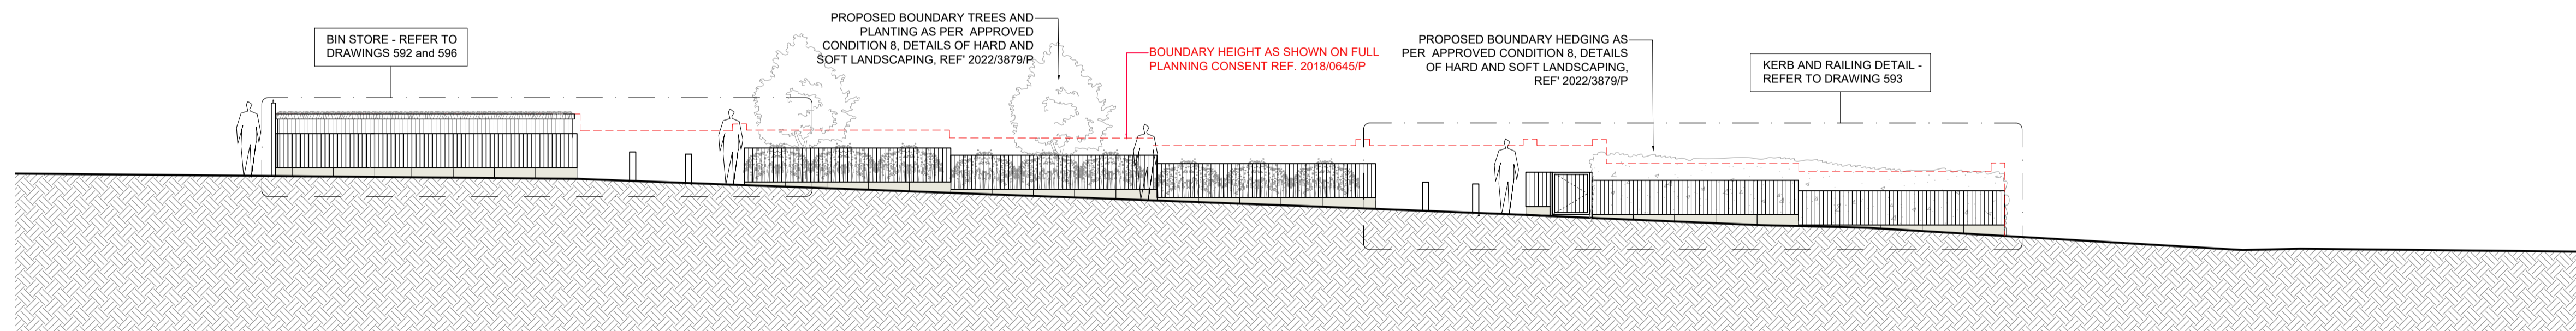 BIN STORE - REFER TO
DRAWINGS 592 and 596
PROPOSED BOUNDARY TREES AND
PLANTING AS PER  APPROVED
CONDITION 8, DETAILS OF HARD AND
SOFT LANDSCAPING, REF' 2022/3879/P
BOUNDARY HEIGHT AS SHOWN ON FULL
PLANNING CONSENT REF. 2018/0645/P
PROPOSED BOUNDARY HEDGING AS
PER  APPROVED CONDITION 8, DETAILS
OF HARD AND SOFT LANDSCAPING,
REF' 2022/3879/P
KERB AND RAILING DETAIL -
REFER TO DRAWING 593